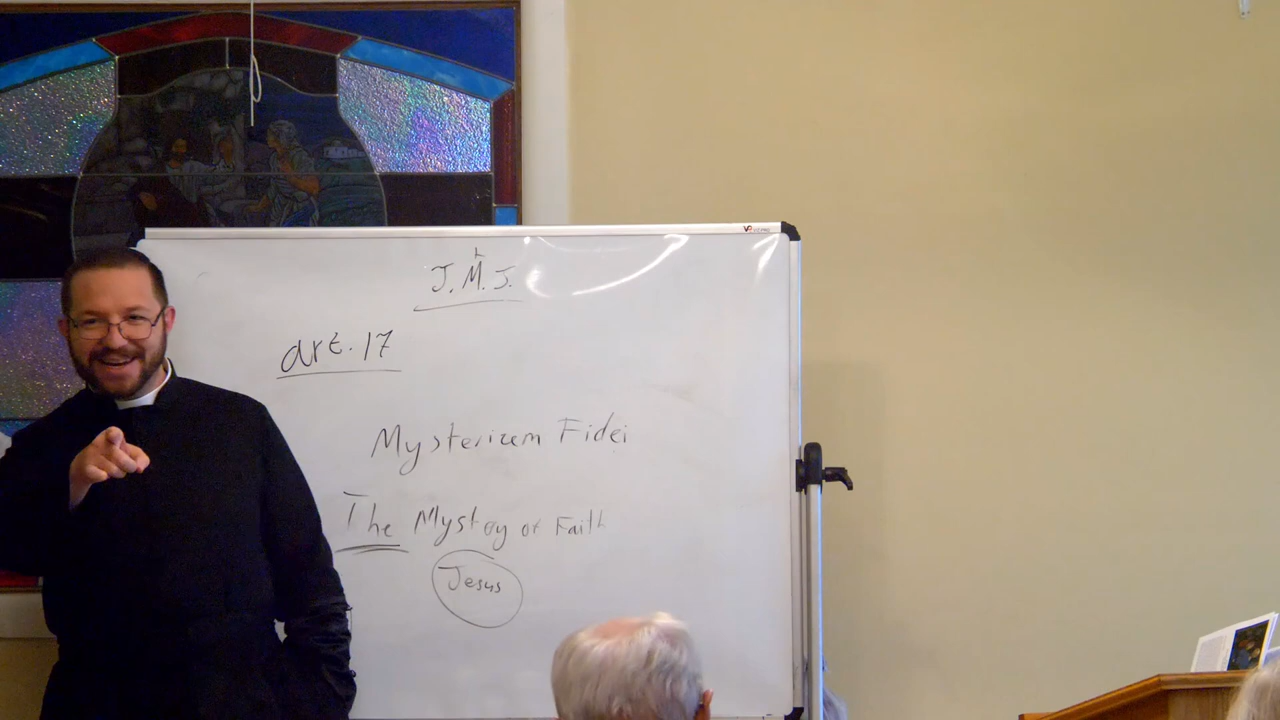 J.M.J.
art. 17
Mysterium Fidei
The Mystery of Faith
Jesus